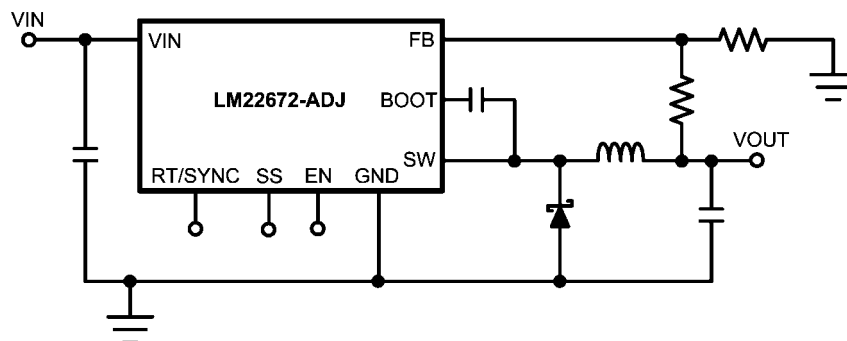 VIN
VIN
FB
LM22672-ADJ
BOOT
SW
VOUT
RT/SYNC
SS
EN
GND